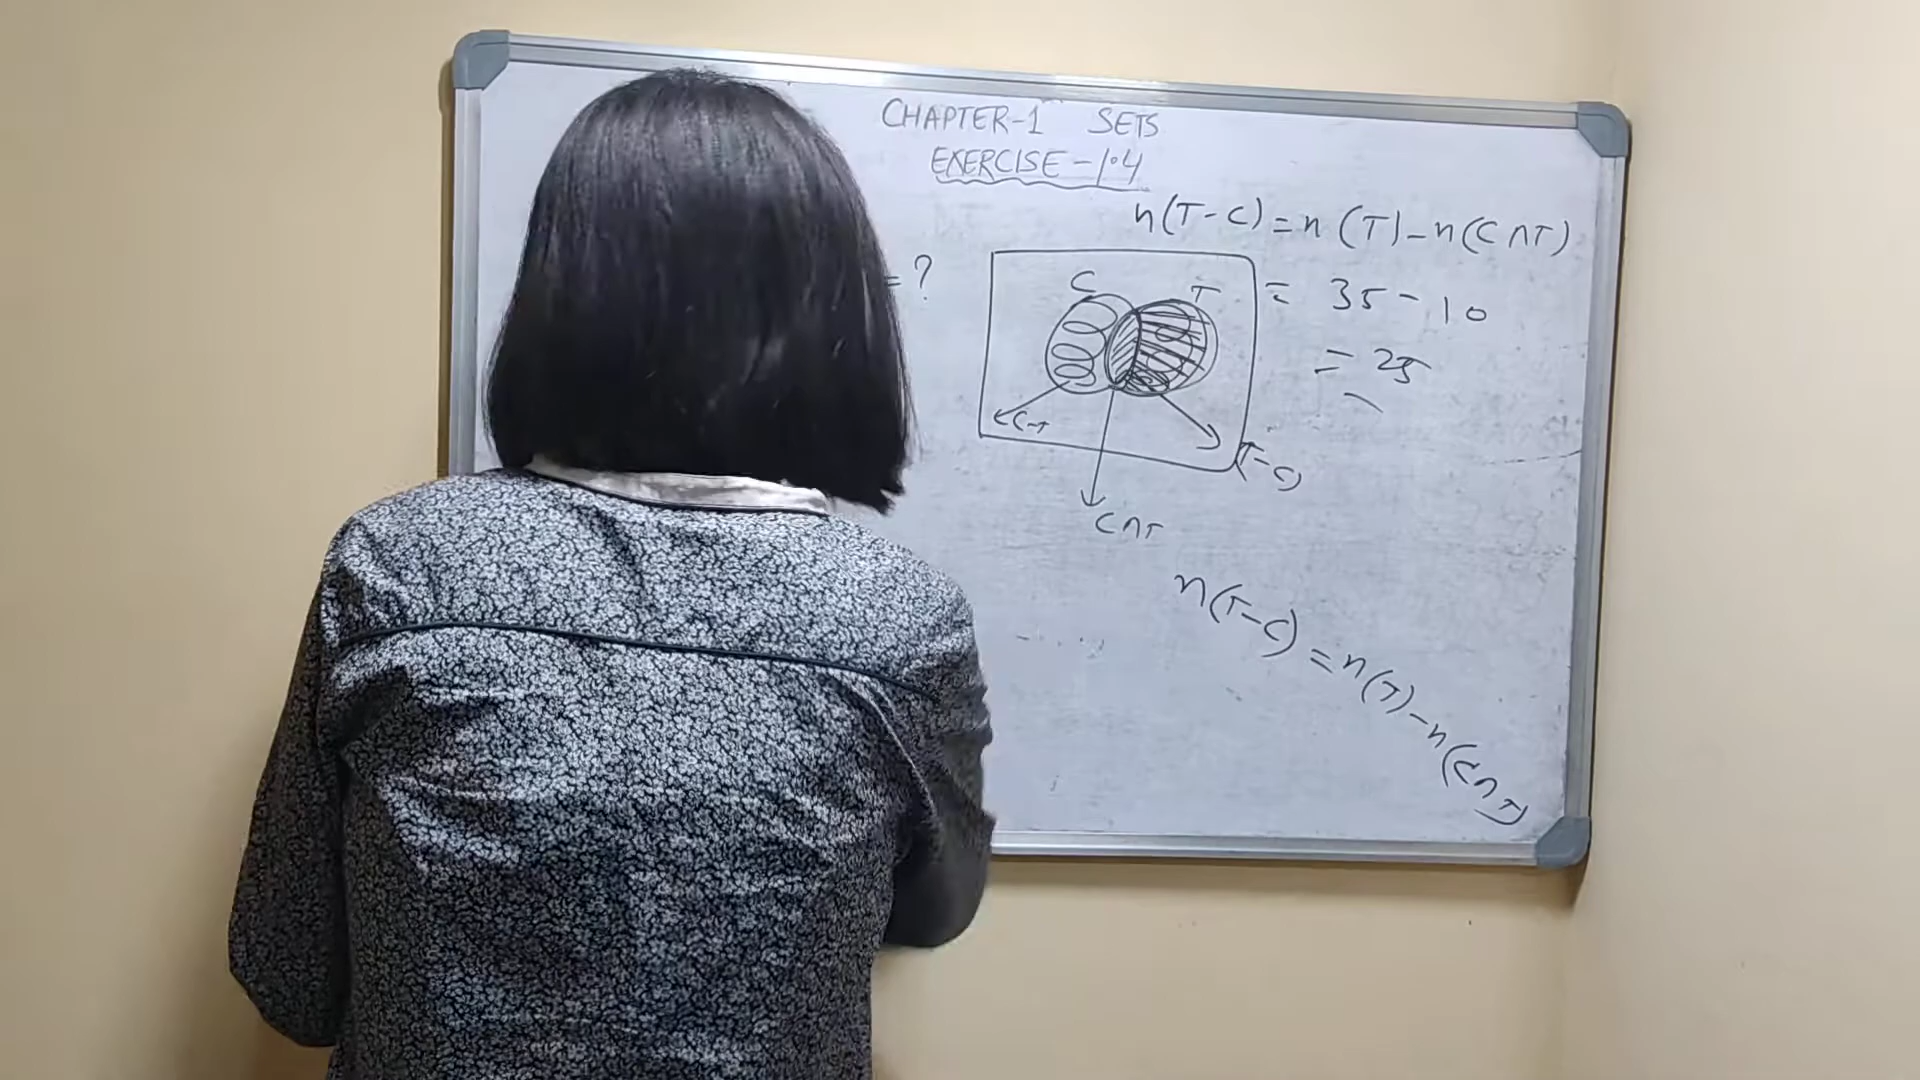 CHAPTER-1 SETS
EXERCISE-1.4
n(T-C)=n(T)-n(C∩T)
= ?
C T
= 35-10
= 25
C-T
T-C
C∩T
n(T-C)=n(T)-n(C∩T)